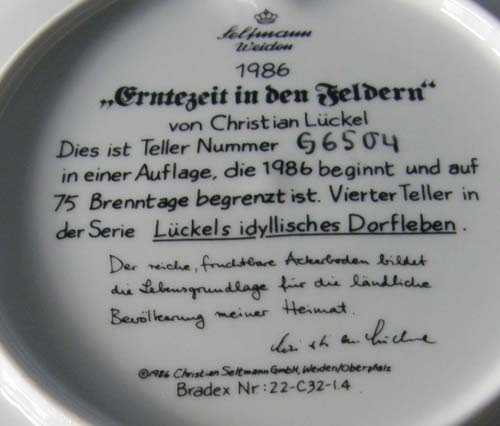 Seltmann
Weiden
1986
„Erntezeit in den Feldern“
von Christian Lückel
Dies ist Teller Nummer G6504
in einer Auflage, die 1986 beginnt und auf
75 Brenntage begrenzt ist. Vierter Teller in
der Serie Lückels idyllisches Dorfleben.
Der reiche, fruchtbare Ackerboden bildet
die Lebensgrundlage für die ländliche
Bevölkerung meiner Heimat.
Christian Lückel
©1986 Christian Seltmann GmbH, Weiden/Oberpfalz
Bradex Nr: 22-C32-1.4